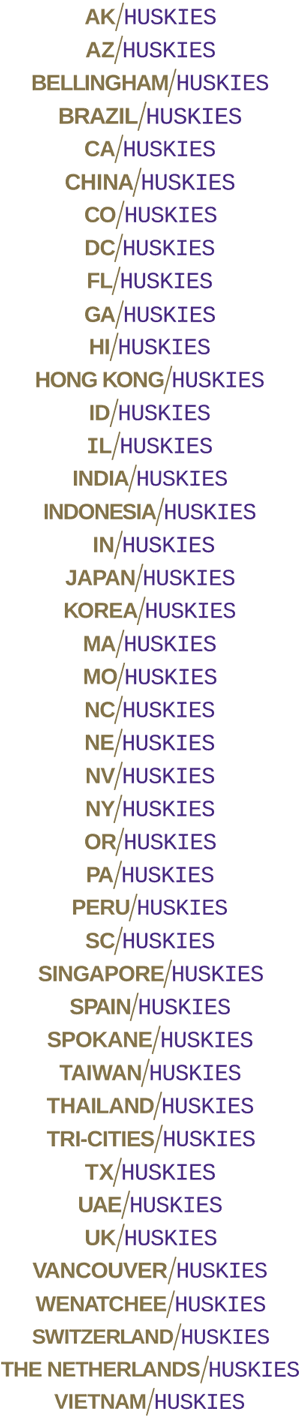 AK/HUSKIES
AZ/HUSKIES
BELLINGHAM/HUSKIES
BRAZIL/HUSKIES
CA/HUSKIES
CHINA/HUSKIES
CO/HUSKIES
DC/HUSKIES
FL/HUSKIES
GA/HUSKIES
HI/HUSKIES
HONG KONG/HUSKIES
ID/HUSKIES
IL/HUSKIES
INDIA/HUSKIES
INDONESIA/HUSKIES
IN/HUSKIES
JAPAN/HUSKIES
KOREA/HUSKIES
MA/HUSKIES
MO/HUSKIES
NC/HUSKIES
NE/HUSKIES
NV/HUSKIES
NY/HUSKIES
OR/HUSKIES
PA/HUSKIES
PERU/HUSKIES
SC/HUSKIES
SINGAPORE/HUSKIES
SPAIN/HUSKIES
SPOKANE/HUSKIES
TAIWAN/HUSKIES
THAILAND/HUSKIES
TRI-CITIES/HUSKIES
TX/HUSKIES
UAE/HUSKIES
UK/HUSKIES
VANCOUVER/HUSKIES
WENATCHEE/HUSKIES
SWITZERLAND/HUSKIES
THE NETHERLANDS/HUSKIES
VIETNAM/HUSKIES